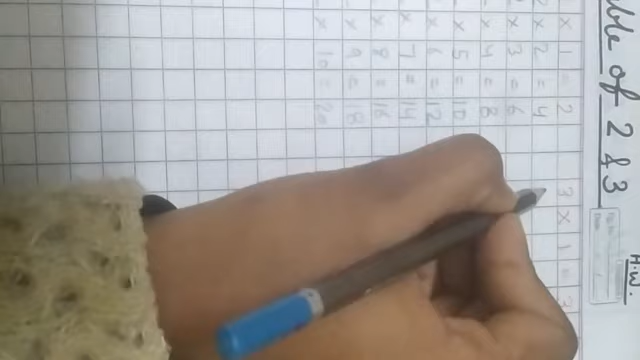 H.W.
ble of 2 & 3
x 1 = 2 3 x 1 = 3
2 x 2 = 4
x 3 = 6
x 4 = 8
x 5 = 10
x 6 = 12
x 7 = 14
x 8 = 16
x 9 = 18
x 10 = 20